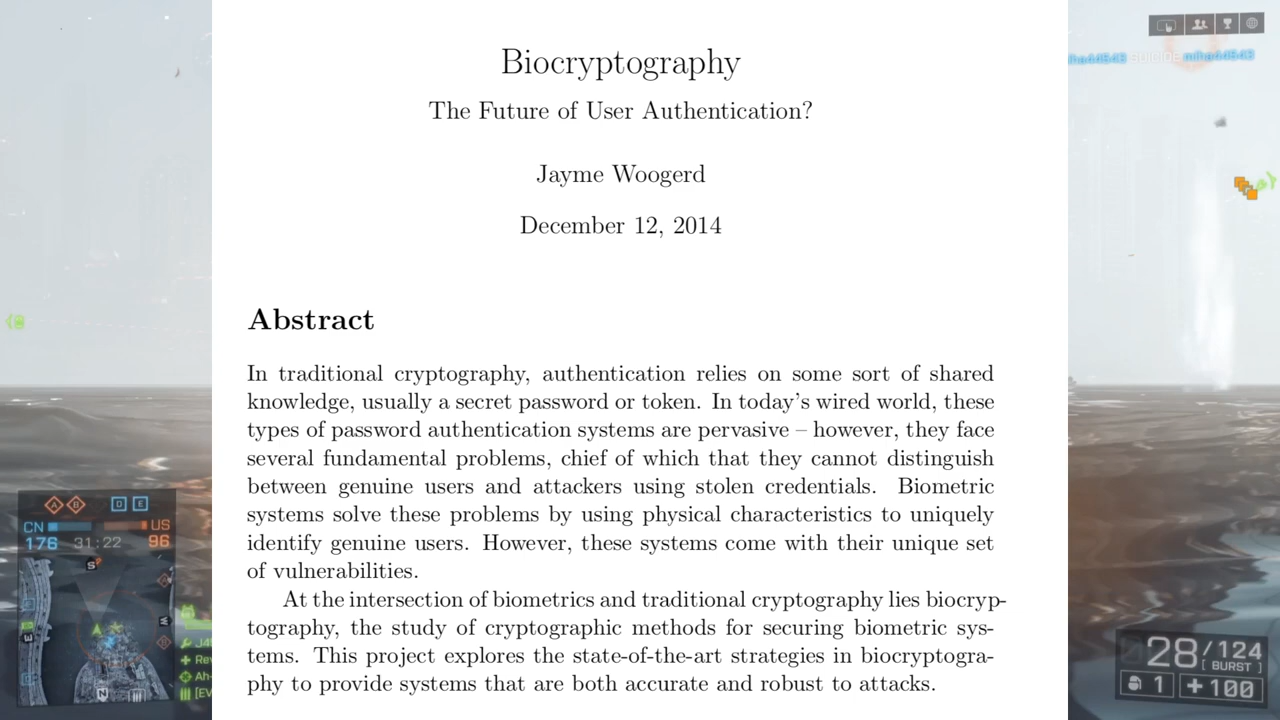 Biocryptography
The Future of User Authentication?
Jayme Woogerd
December 12, 2014
Abstract
In traditional cryptography, authentication relies on some sort of shared
knowledge, usually a secret password or token. In today's wired world, these
types of password authentication systems are pervasive – however, they face
several fundamental problems, chief of which that they cannot distinguish
between genuine users and attackers using stolen credentials. Biometric
systems solve these problems by using physical characteristics to uniquely
identify genuine users. However, these systems come with their unique set
of vulnerabilities.
At the intersection of biometrics and traditional cryptography lies biocryp-
tography, the study of cryptographic methods for securing biometric sys-
tems. This project explores the state-of-the-art strategies in biocryptogra-
phy to provide systems that are both accurate and robust to attacks.
A B D E
CN US
176 31:22 96
S
W
N
Rev
Ah-
[EV
28/124
[ BURST ]
1 +100